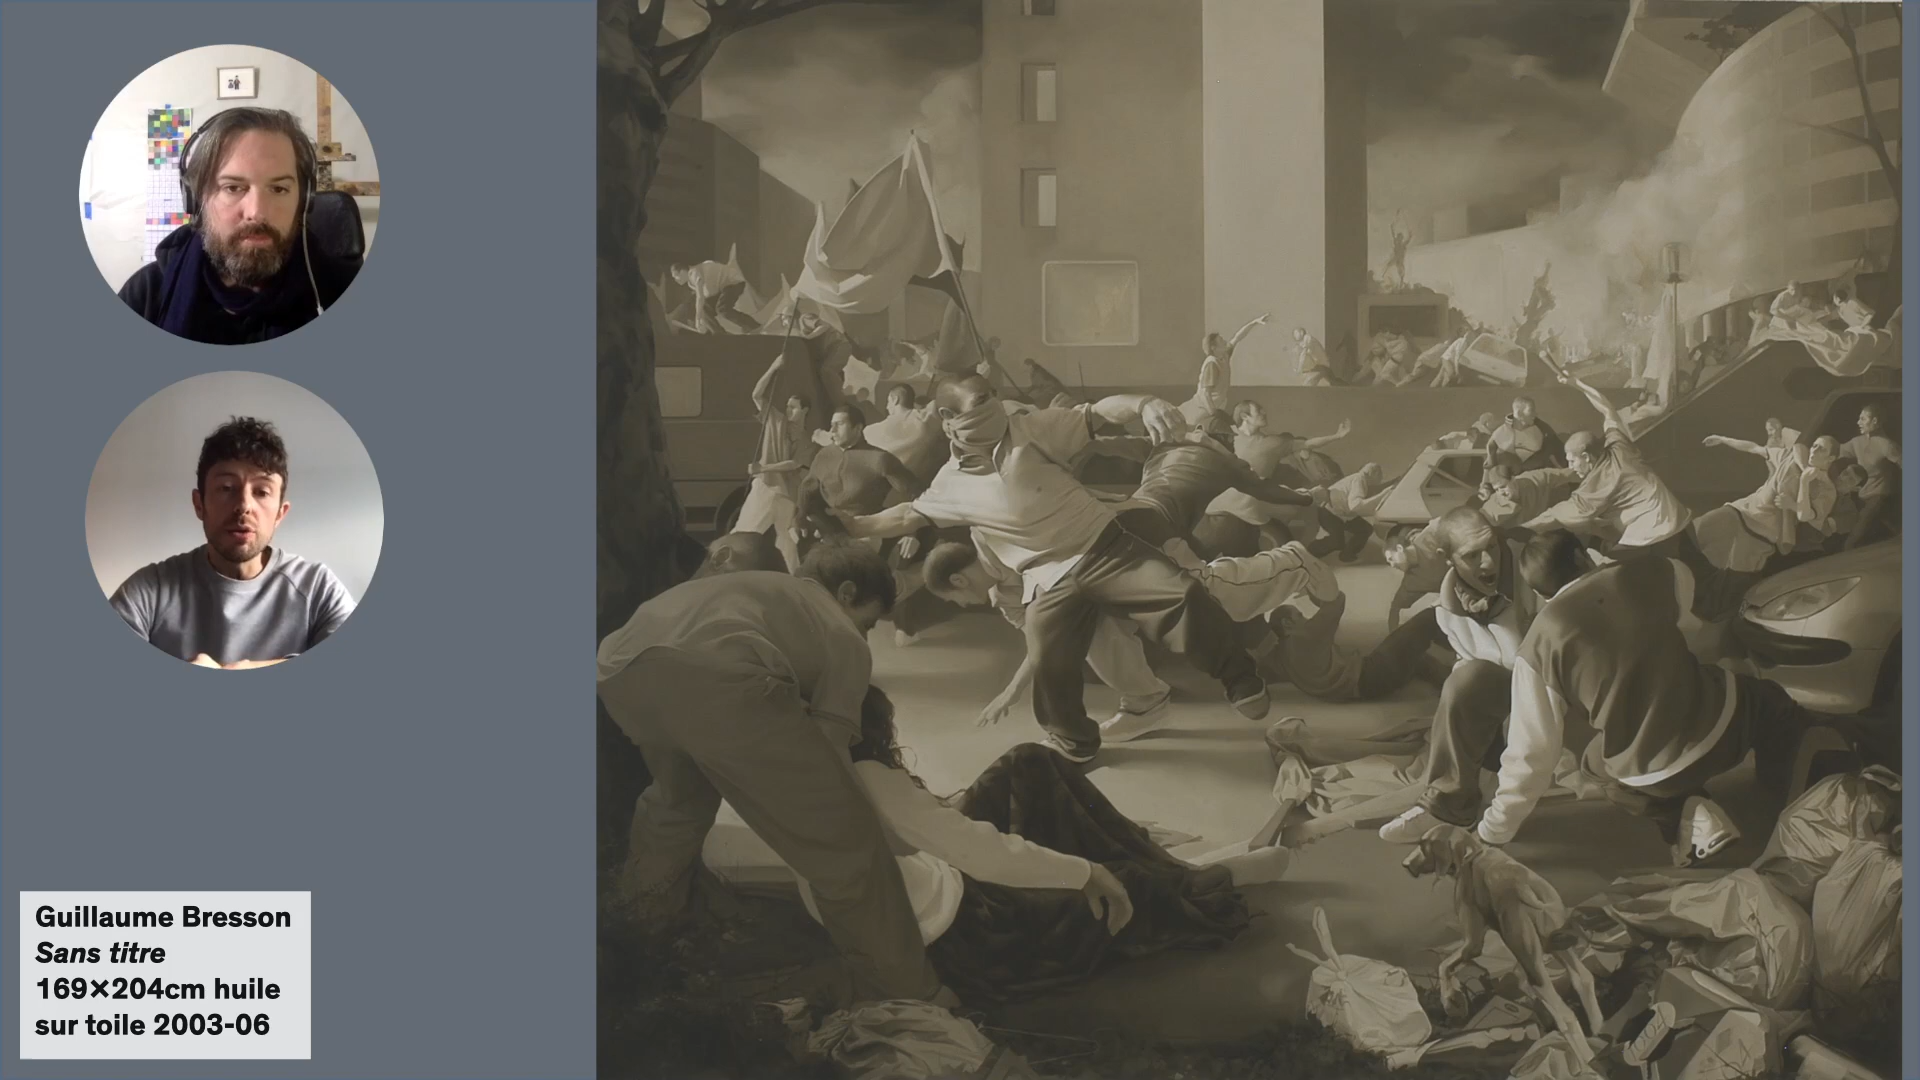 Guillaume Bresson
Sans titre
169×204cm huile
sur toile 2003-06